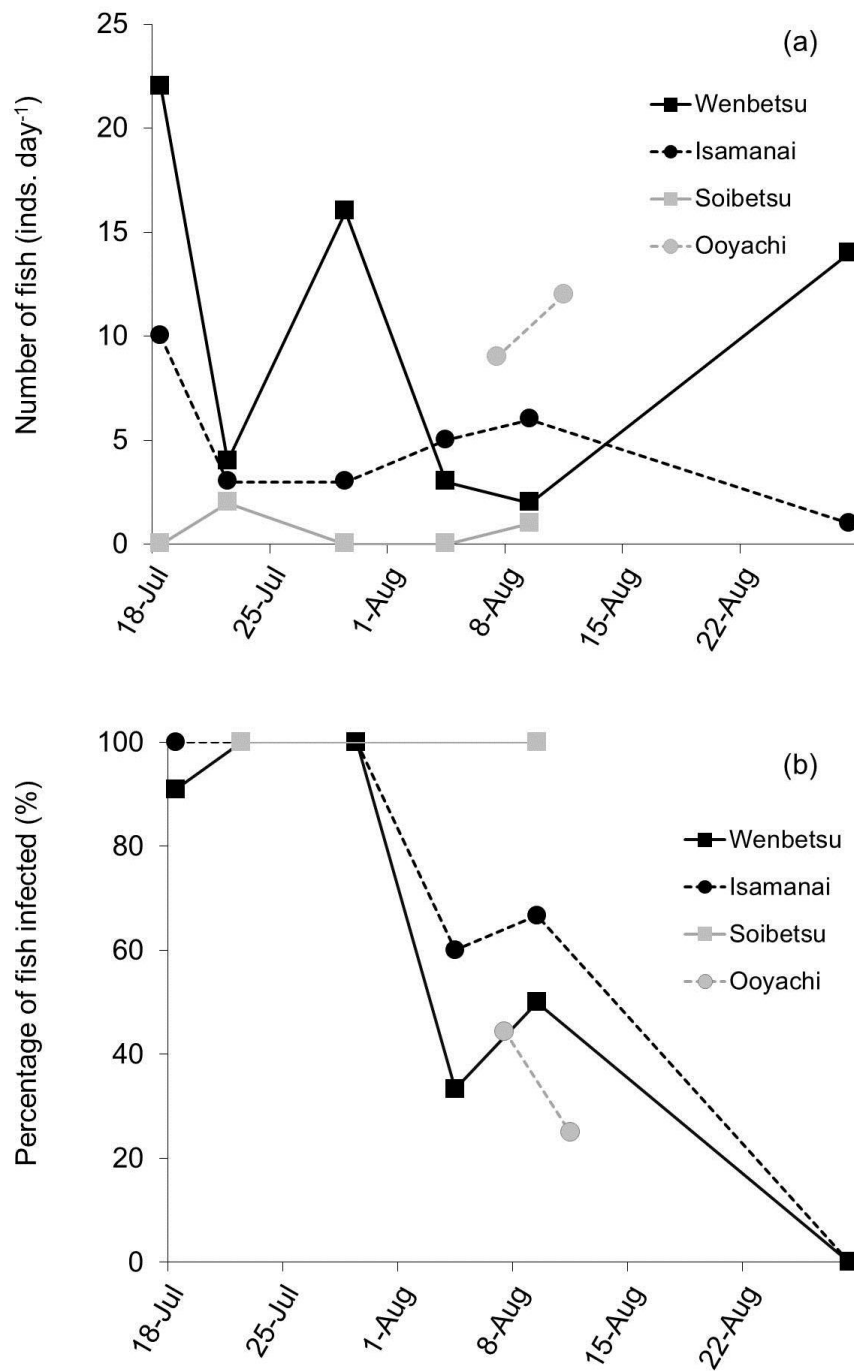 (a)
Number of fish (inds. day-1)
25
20
15
10
5
0
Wenbetsu
Isamanai
Soibetsu
Ooyachi
18-Jul
25-Jul
1-Aug
8-Aug
15-Aug
22-Aug
(b)
Percentage of fish infected (%)
100
80
60
40
20
0
Wenbetsu
Isamanai
Soibetsu
Ooyachi
18-Jul
25-Jul
1-Aug
8-Aug
15-Aug
22-Aug